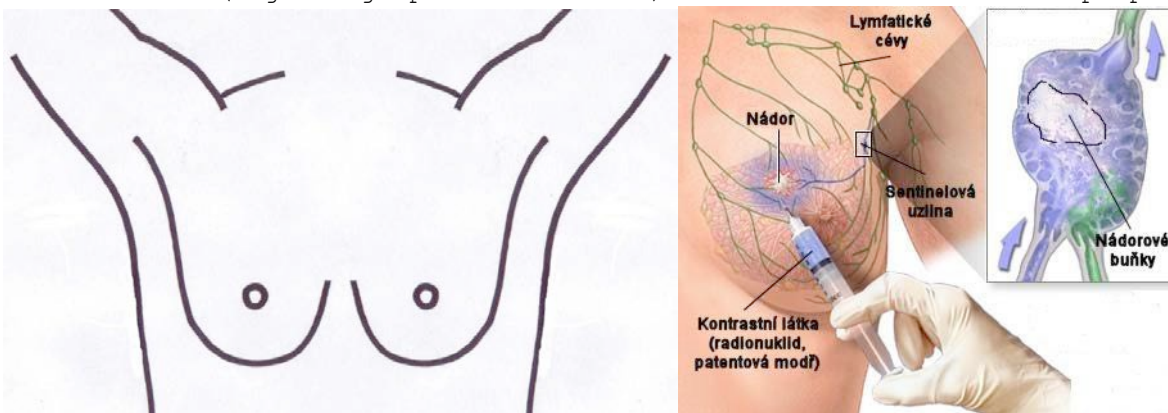 Lymfatické
cévy
Nádor
Sentinelová
uzlina
Nádorové
buňky
Kontrastní látka
(radionuklid,
patentová modř)